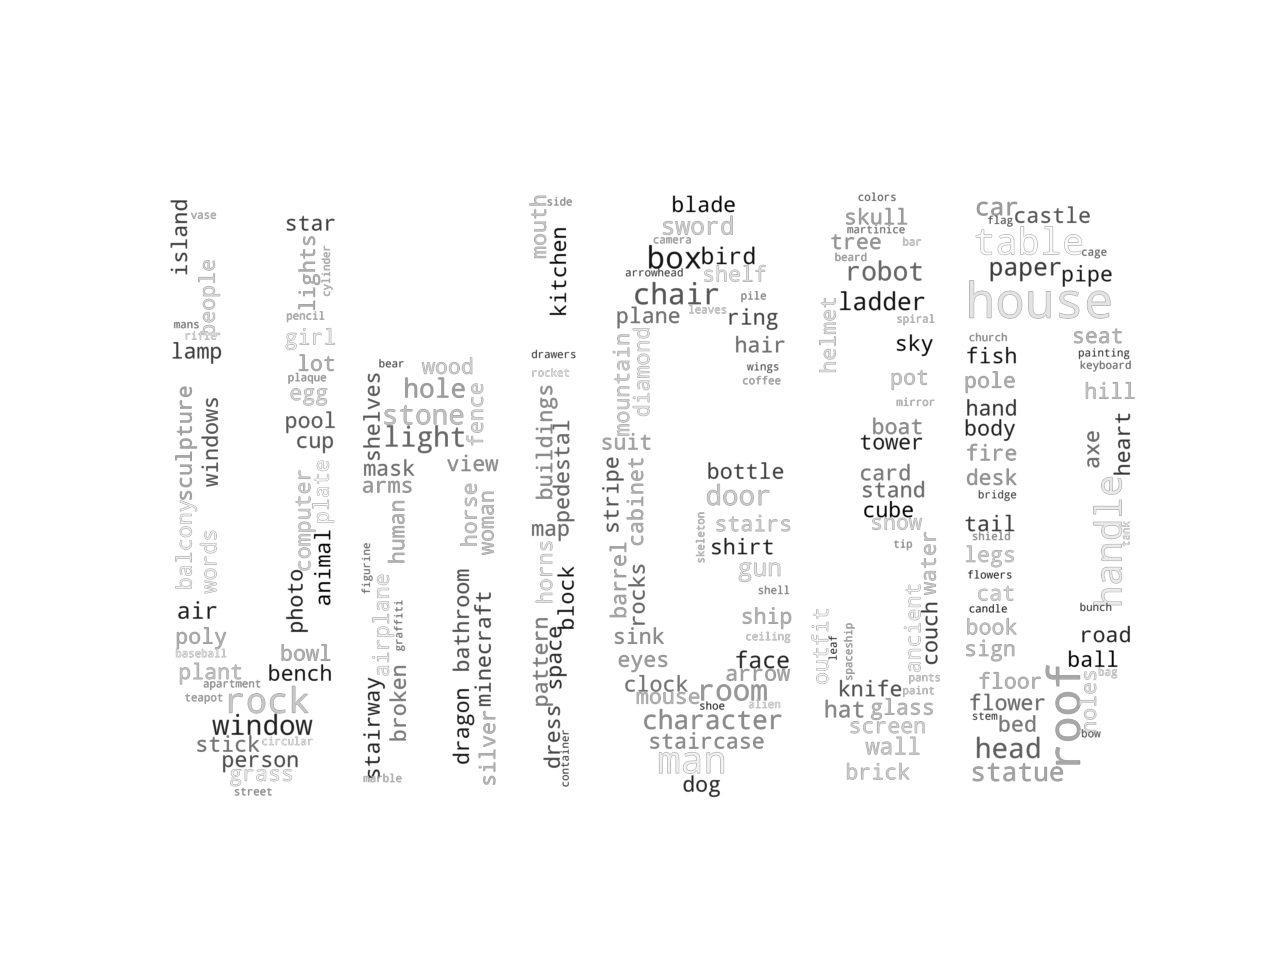 island
vase
people
mans
rifle
lamp
sculpture
windows
balcony
words
air
poly
baseball
plant
apartment
teapot
rock
window
stick
circular
person
grass
street
star
lights
cylinder
pencil
girl
lot
plaque
egg
pool
cup
computer
plate
animal
photo
bowl
bench
bear
wood
shelves
hole
fence
stone
light
mask
view
arms
human
horse
woman
figurine
airplane
graffiti
bathroom
minecraft
stairway
broken
dragon
silver
marble
mouth
side
kitchen
drawers
rocket
buildings
pedestal
map
horns
block
pattern
space
dress
container
blade
sword
camera
box
bird
arrowhead
shelf
chair
pile
plane
leaves
ring
mountain
diamond
hair
wings
coffee
suit
stripe
cabinet
bottle
door
skeleton
stairs
shirt
gun
barrel
rocks
shell
ship
sink
ceiling
eyes
face
arrow
clock
mouse
room
shoe
alien
character
staircase
man
dog
colors
skull
martinice
tree
bar
beard
robot
helmet
ladder
spiral
sky
pot
mirror
boat
tower
card
stand
cube
snow
tip
water
ancient
couch
outfit
leaf
spaceship
pants
knife
paint
hat
glass
screen
wall
brick
car
flag
castle
table
cage
paper
pipe
house
church
seat
fish
painting
keyboard
pole
hill
hand
body
axe
heart
fire
desk
bridge
handle
tank
tail
shield
legs
flowers
cat
candle
bunch
book
road
sign
ball
floor
roof
holes
bag
flower
stem
bed
bow
head
statue